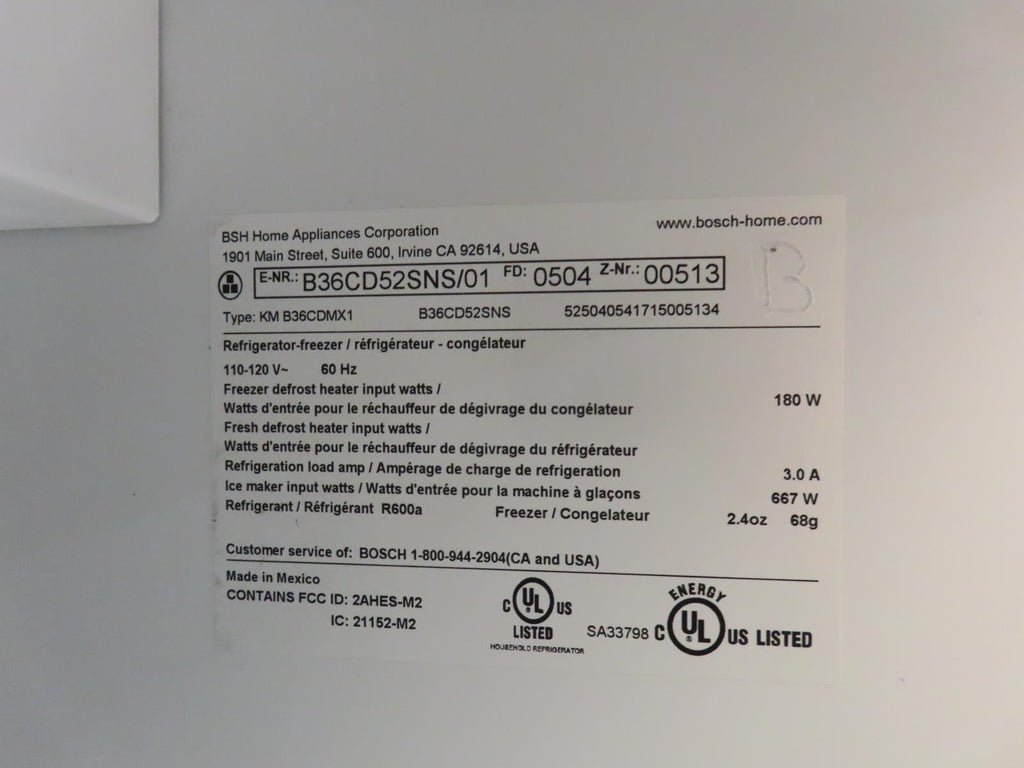 BSH Home Appliances Corporation www.bosch-home.com
1901 Main Street, Suite 600, Irvine CA 92614, USA
E-NR.: B36CD52SNS/01 FD: 0504 Z-Nr.: 00513
B
Type: KM B36CDMX1 B36CD52SNS 525040541715005134
Refrigerator-freezer / réfrigérateur - congélateur
110-120 V~ 60 Hz
Freezer defrost heater input watts /
Watts d'entrée pour le réchauffeur de dégivrage du congélateur 180 W
Fresh defrost heater input watts /
Watts d'entrée pour le réchauffeur de dégivrage du réfrigérateur
Refrigeration load amp / Ampérage de charge de refrigeration 3.0 A
Ice maker input watts / Watts d'entrée pour la machine à glaçons 667 W
Refrigerant / Réfrigérant R600a Freezer / Congelateur 2.4oz 68g
Customer service of: BOSCH 1-800-944-2904(CA and USA)
Made in Mexico
CONTAINS FCC ID: 2AHES-M2
IC: 21152-M2
C UL US
LISTED
HOUSEHOLD REFRIGERATOR
SA33798
ENERGY
C UL US LISTED